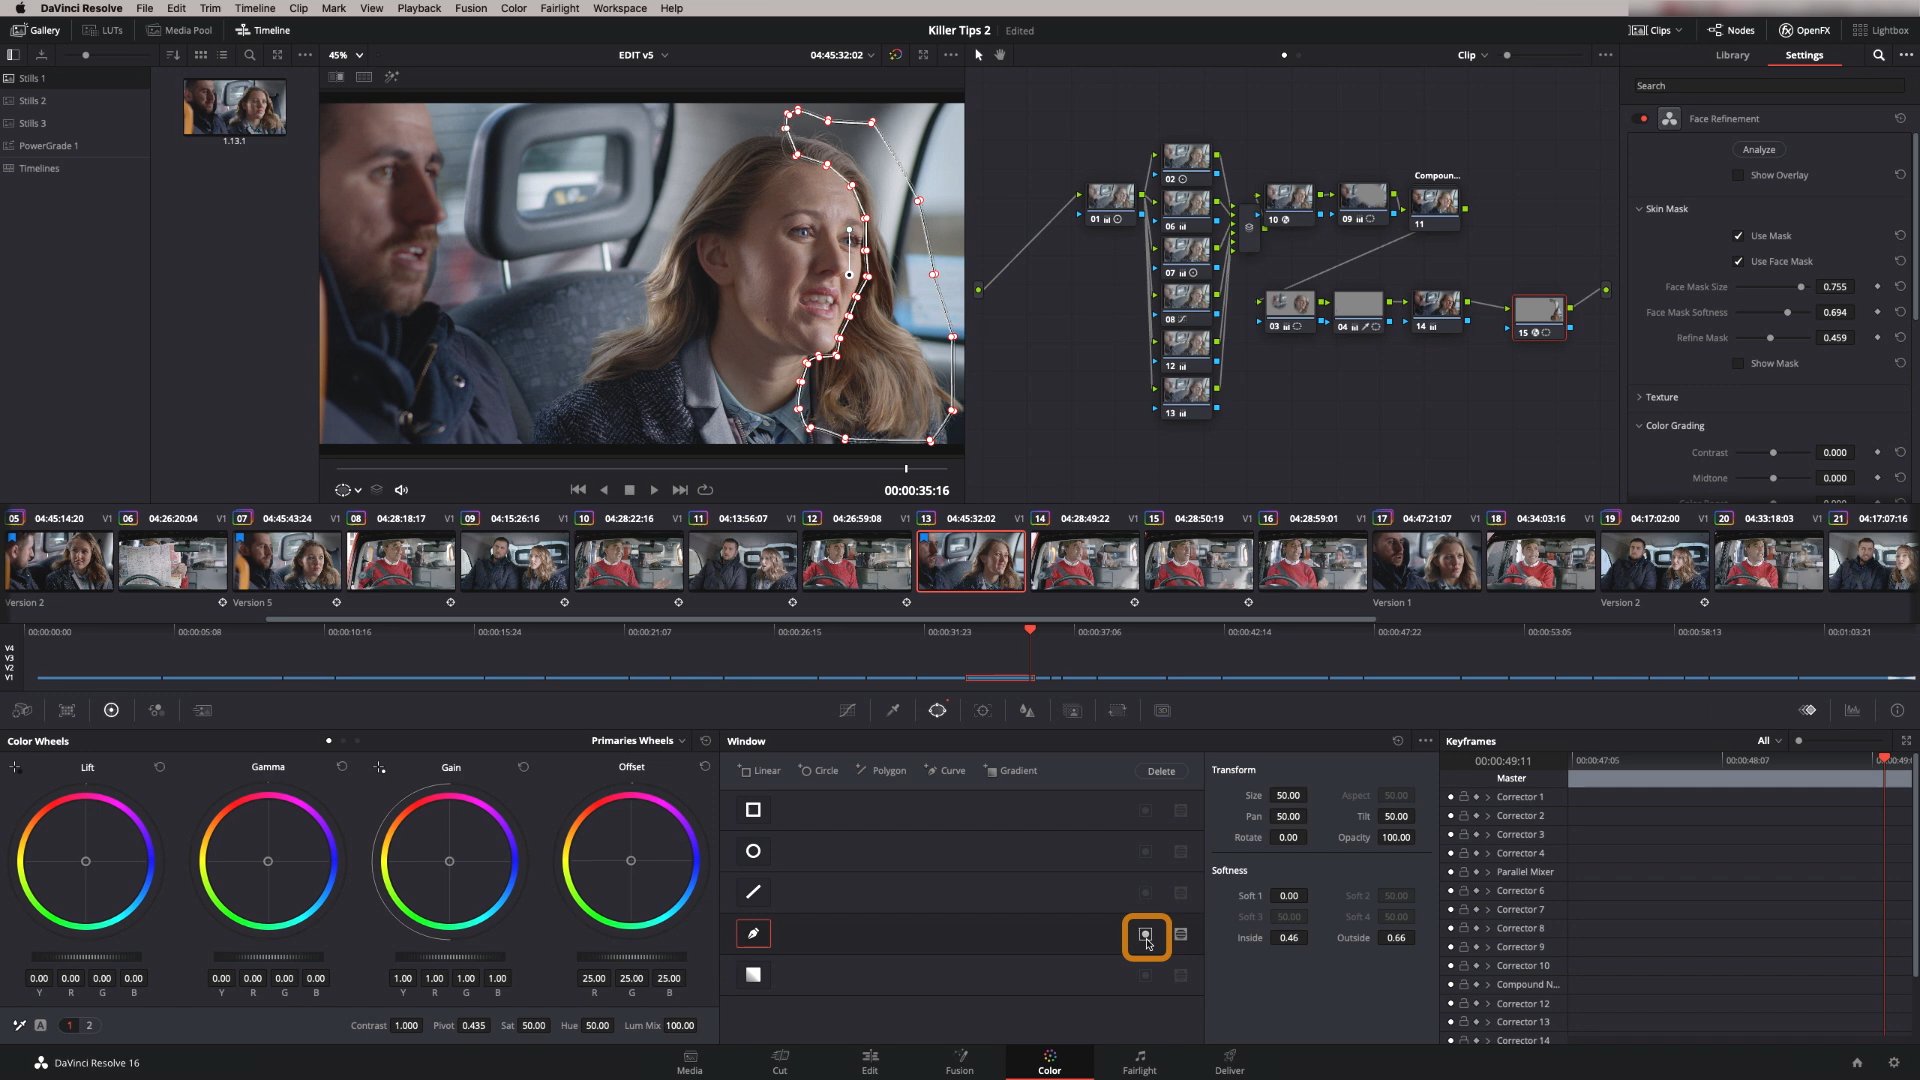 DaVinci Resolve File Edit Trim Timeline Clip Mark View Playback Fusion Color Fairlight Workspace Help
Gallery LUTs Media Pool Timeline Killer Tips 2 Edited Clips Nodes OpenFX Lightbox
45% EDIT v5 04:45:32:02 Clip Library Settings
Stills 1
Stills 2
Stills 3
PowerGrade 1
Timelines
1.13.1
Search
Face Refinement
Analyze
Show Overlay
Skin Mask
Use Mask
Use Face Mask
Face Mask Size 0.755
Face Mask Softness 0.694
Refine Mask 0.459
Show Mask
Texture
Color Grading
Contrast 0.000
Midtone 0.000
Compoun...
01
02
06
07
08
12
13
10
09
11
03
04
14
15
00:00:35:16
05 04:45:14:20 V1 06 04:26:20:04 V1 07 04:45:43:24 V1 08 04:28:18:17 V1 09 04:15:26:16 V1 10 04:28:22:16 V1 11 04:13:56:07 V1 12 04:26:59:08 V1 13 04:45:32:02 V1 14 04:28:49:22 V1 15 04:28:50:19 V1 16 04:28:59:01 V1 17 04:47:21:07 V1 18 04:34:03:16 V1 19 04:17:02:00 V1 20 04:33:18:03 V1 21 04:17:07:16
Version 2 Version 5 Version 1 Version 2
00:00:00:00 00:00:05:08 00:00:10:16 00:00:15:24 00:00:21:07 00:00:26:15 00:00:31:23 00:00:37:06 00:00:42:14 00:00:47:22 00:00:53:05 00:00:58:13 00:01:03:21
V4
V3
V2
V1
Color Wheels Primaries Wheels
Lift Gamma Gain Offset
0.00 0.00 0.00 0.00 0.00 0.00 0.00 0.00 1.00 1.00 1.00 1.00 25.00 25.00 25.00
Y R G B Y R G B Y R G B R G B
A 1 2 Contrast 1.000 Pivot 0.435 Sat 50.00 Hue 50.00 Lum Mix 100.00
Window
Linear Circle Polygon Curve Gradient Delete
Transform
Size 50.00 Aspect 50.00
Pan 50.00 Tilt 50.00
Rotate 0.00 Opacity 100.00
Softness
Soft 1 0.00 Soft 2 50.00
Soft 3 50.00 Soft 4 50.00
Inside 0.46 Outside 0.66
Keyframes All
00:00:49:11 00:00:47:05 00:00:48:07
Master
Corrector 1
Corrector 2
Corrector 3
Corrector 4
Parallel Mixer
Corrector 6
Corrector 7
Corrector 8
Corrector 9
Corrector 10
Compound N...
Corrector 12
Corrector 13
Corrector 14
DaVinci Resolve 16 Media Cut Edit Fusion Color Fairlight Deliver